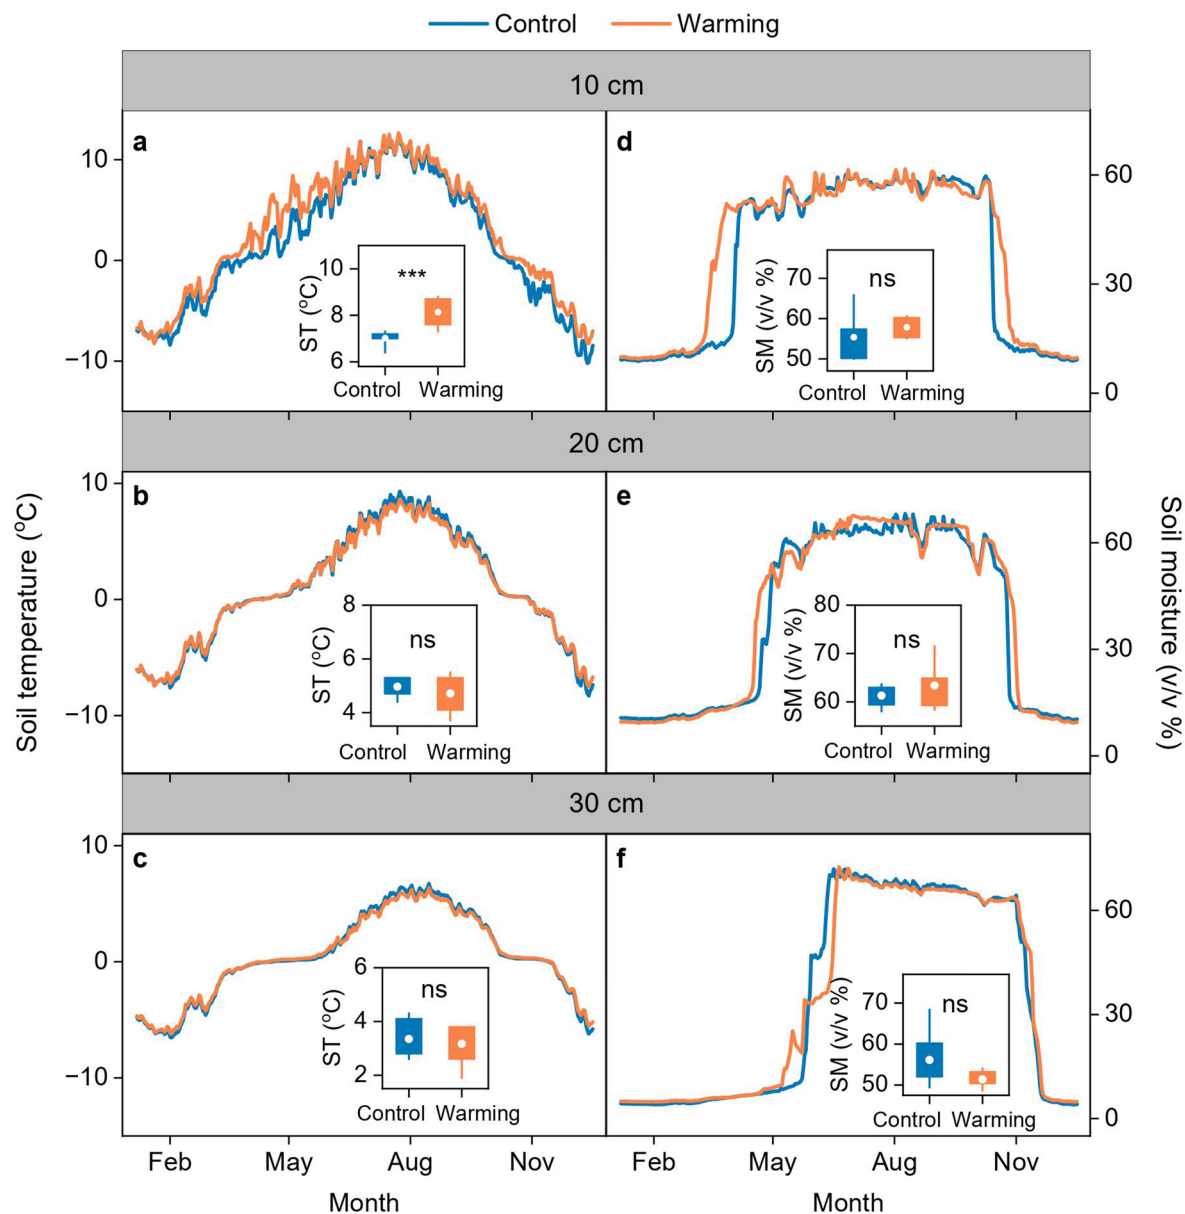 Control Warming
10 cm
a
10
0
−10
ST (°C)
10
8
6
***
Control Warming
d
60
30
0
SM (v/v %)
70
60
50
ns
Control Warming
20 cm
Soil temperature (°C)
b
10
0
−10
ST (°C)
8
6
4
ns
Control Warming
e
60
30
0
SM (v/v %)
80
70
60
ns
Control Warming
Soil moisture (v/v %)
30 cm
c
10
0
−10
ST (°C)
6
4
2
ns
Control Warming
f
60
30
0
SM (v/v %)
70
60
50
ns
Control Warming
Feb May Aug Nov
Feb May Aug Nov
Month
Month